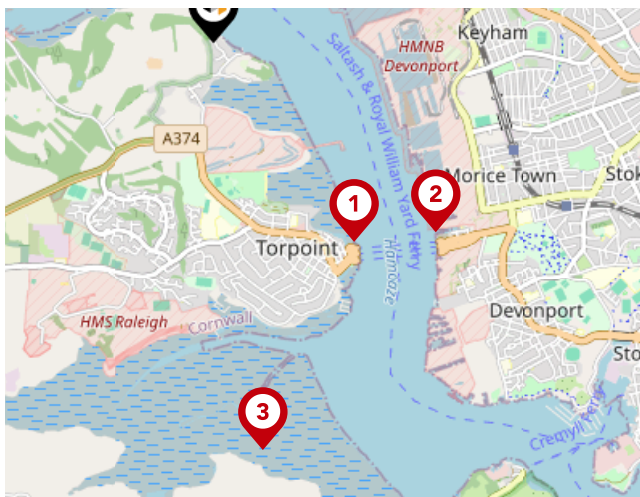 Keyham
HMNB
Devonport
Saltash & Royal William Yard Ferry
A374
Morice Town
Stok
1
2
Torpoint
Hamoaze
HMS Raleigh
Cornwall
Devonport
Sto
3
Cremyll Ferry